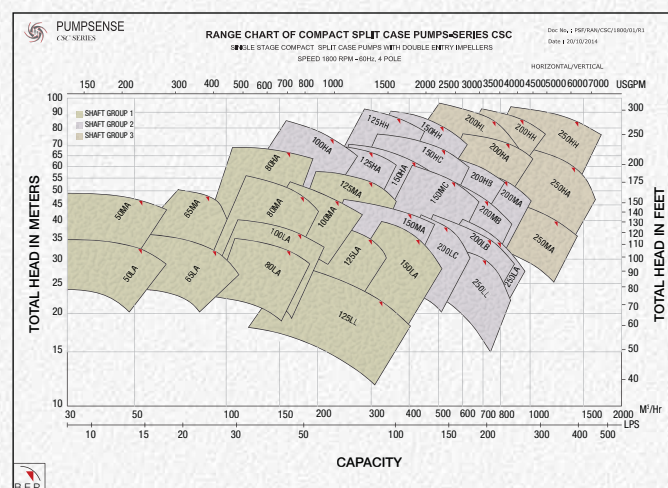 PUMPSENSE
CSC SERIES
RANGE CHART OF COMPACT SPLIT CASE PUMPS-SERIES CSC
SINGLE STAGE COMPACT SPLIT CASE PUMPS WITH DOUBLE ENTRY IMPELLERS
SPEED 1800 RPM – 60Hz, 4 POLE
Doc No. : PSF/RAN/CSC/1800/01/R1
Date : 20/10/2014
HORIZONTAL/VERTICAL
150 200 300 400 500 600 700 800 1000 1500 2000 2500 3000 3500 4000 4500 5000 6000 7000 USGPM
SHAFT GROUP 1
SHAFT GROUP 2
SHAFT GROUP 3
TOTAL HEAD IN METERS
100
90
80
70
65
60
55
50
45
40
35
30
25
20
15
10
50MA
50LA
65MA
65LA
80HA
80MA
100LA
80LA
100HA
100MA
125HH
125HA
125MA
125LA
125LL
150HH
150HC
150HA
150MC
150MA
150LA
200HL
200HH
200HA
200HB
200MA
200MB
200LB
200LC
250HH
250HA
250MA
250LA
250LL
TOTAL HEAD IN FEET
300
250
200
175
150
140
130
120
110
100
90
80
70
60
50
40
30 50 100 150 200 300 400 500 600 700 800 1000 1500 2000 M³/Hr
10 15 20 30 50 100 150 200 300 400 500 LPS
CAPACITY